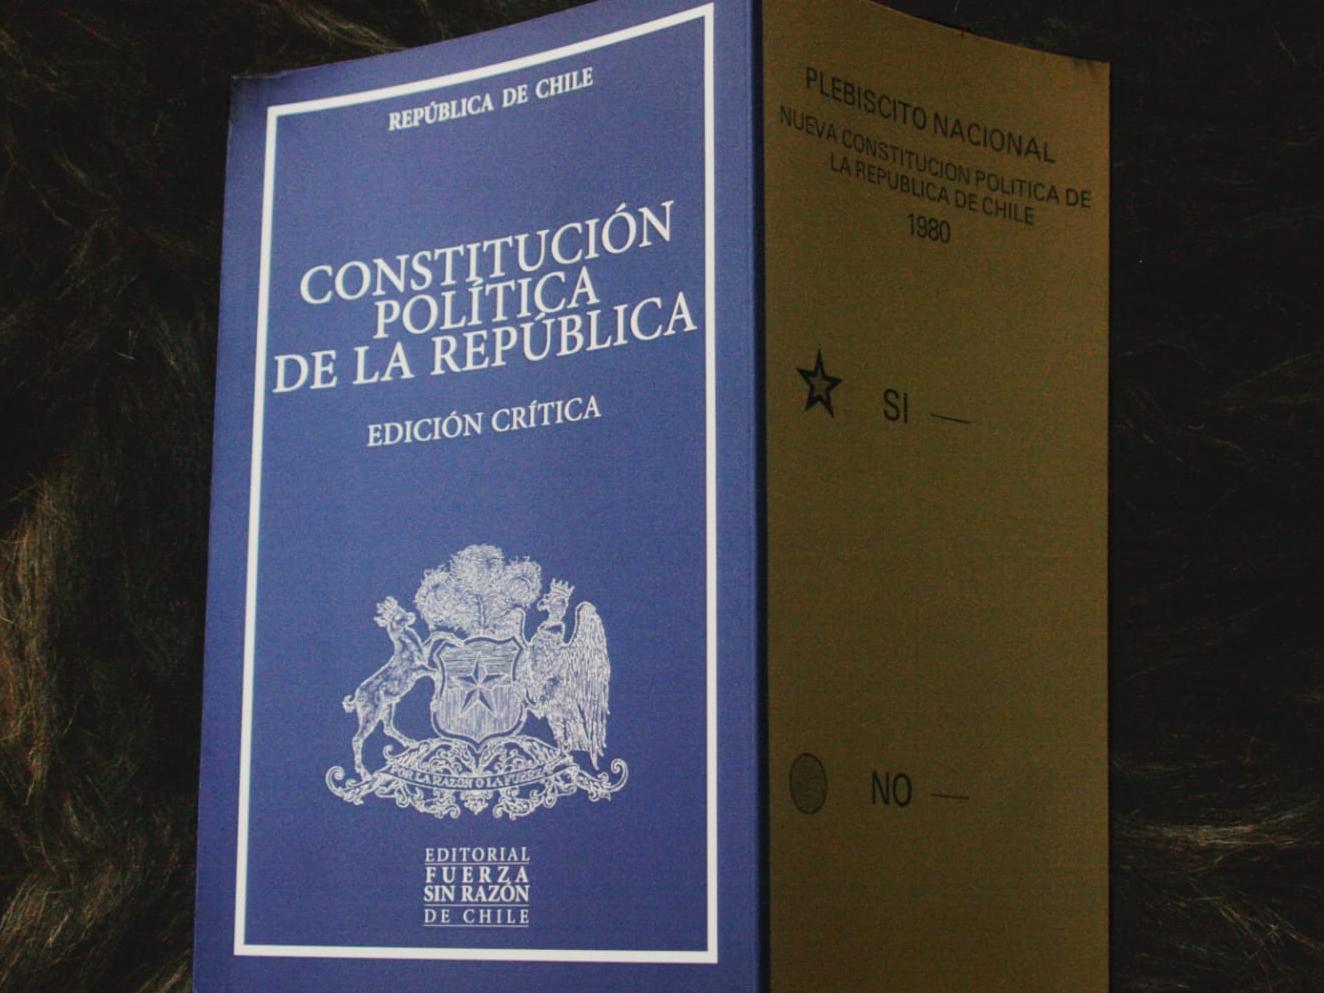 REPÚBLICA DE CHILE
CONSTITUCIÓN
POLÍTICA
DE LA REPÚBLICA
EDICIÓN CRÍTICA
POR LA RAZÓN O LA FUERZA
EDITORIAL
FUERZA
SIN RAZÓN
DE CHILE
PLEBISCITO NACIONAL
NUEVA CONSTITUCION POLITICA DE
LA REPUBLICA DE CHILE
1980
SI
NO